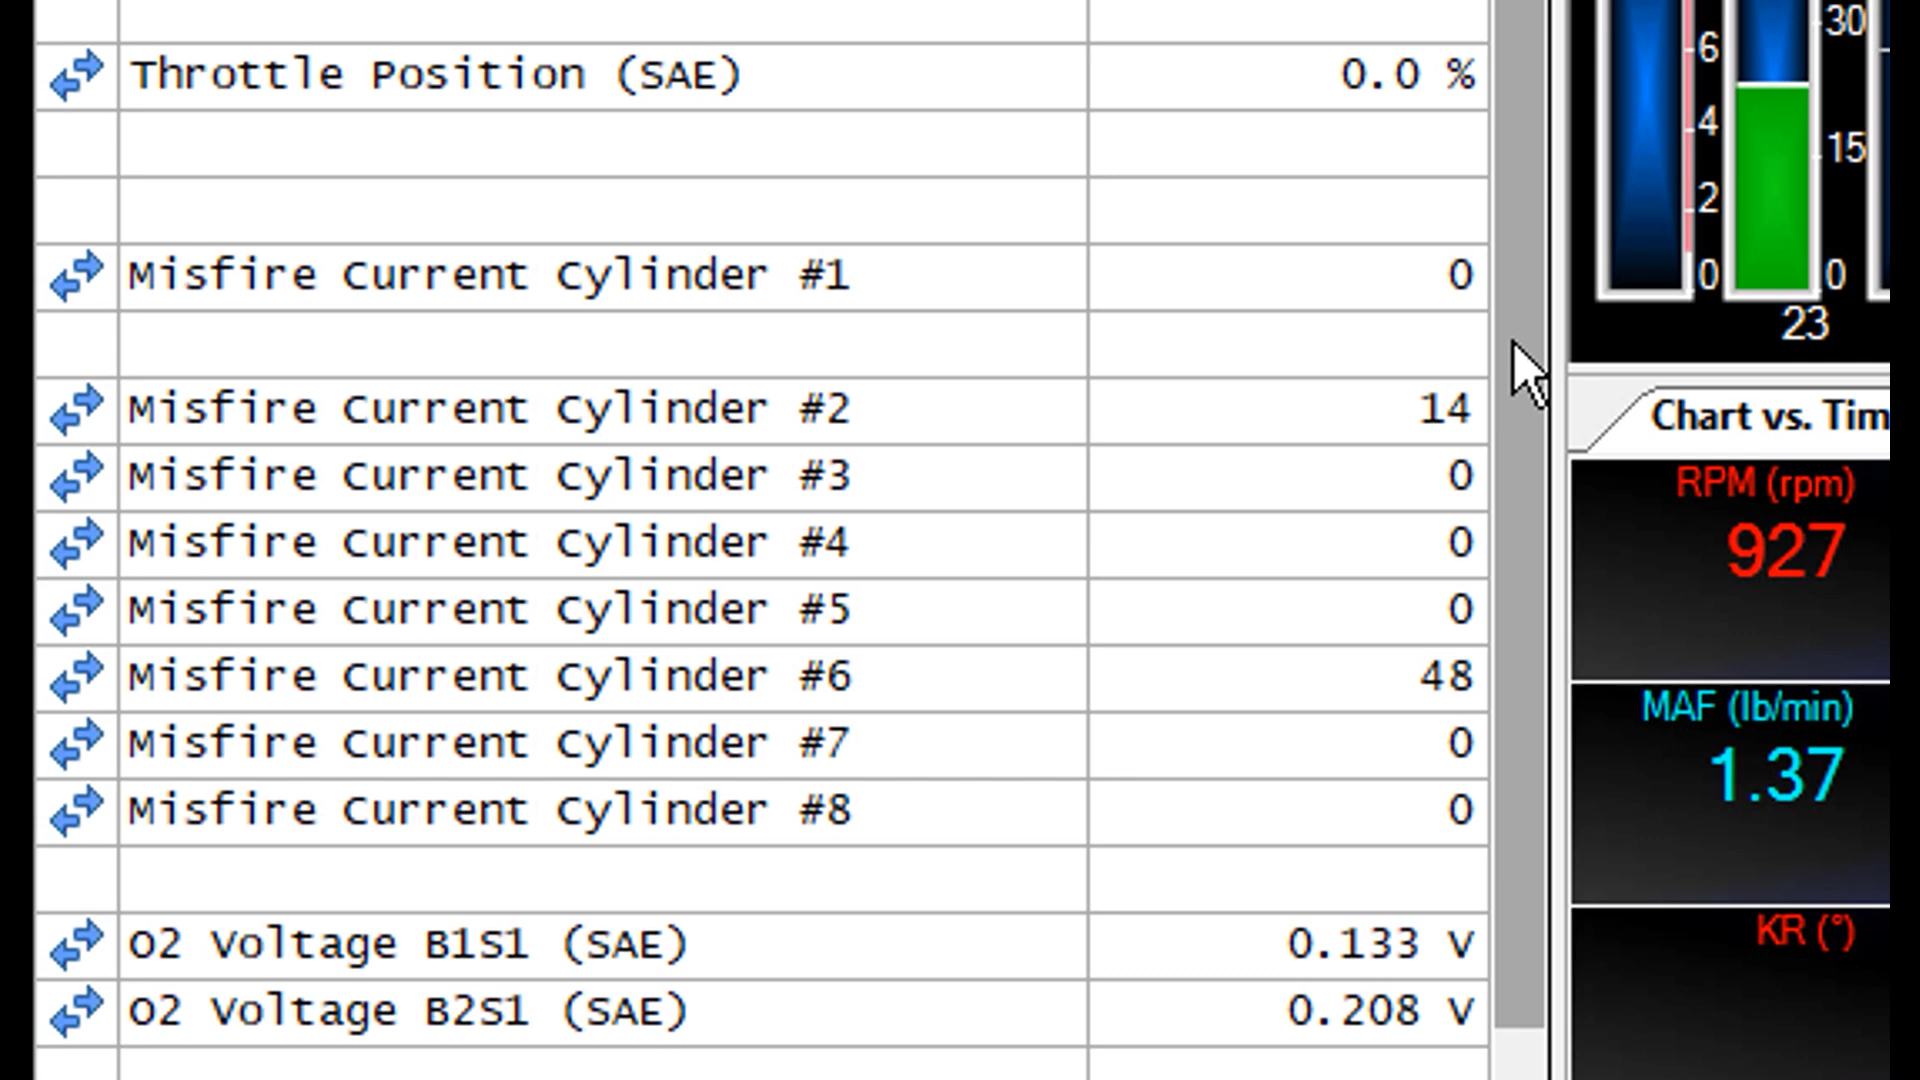 Throttle Position (SAE) 0.0 %
Misfire Current Cylinder #1 0
Misfire Current Cylinder #2 14
Misfire Current Cylinder #3 0
Misfire Current Cylinder #4 0
Misfire Current Cylinder #5 0
Misfire Current Cylinder #6 48
Misfire Current Cylinder #7 0
Misfire Current Cylinder #8 0
O2 Voltage B1S1 (SAE) 0.133 V
O2 Voltage B2S1 (SAE) 0.208 V
6
4
2
0
30
15
0
23
Chart vs. Tim
RPM (rpm)
927
MAF (lb/min)
1.37
KR (°)